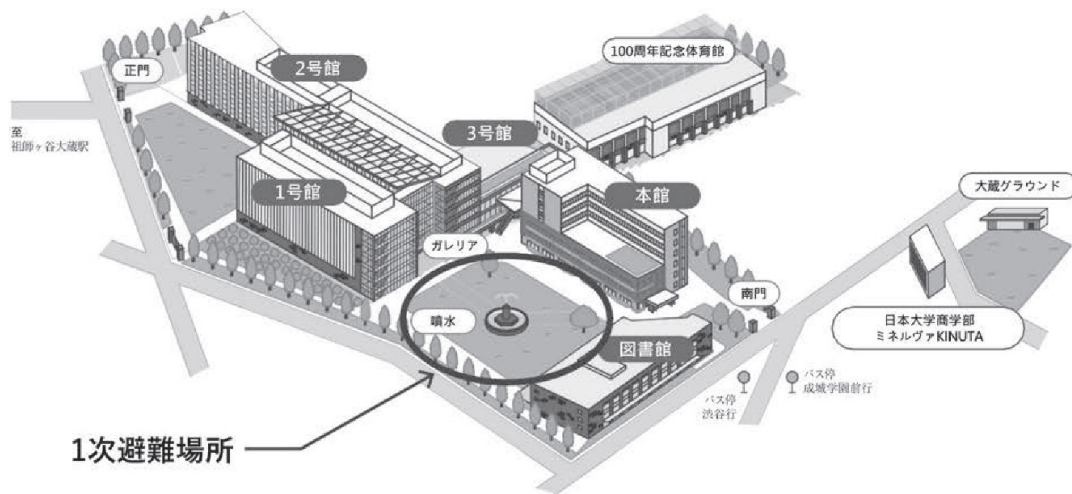 100周年記念体育館
2号館
正門
3号館
至
祖師ヶ谷大蔵駅
1号館
本館
大蔵グラウンド
ガレリア
南門
噴水
日本大学商学部
ミネルヴァKINUTA
図書館
バス停
成城学園前行
バス停
渋谷行
1次避難場所